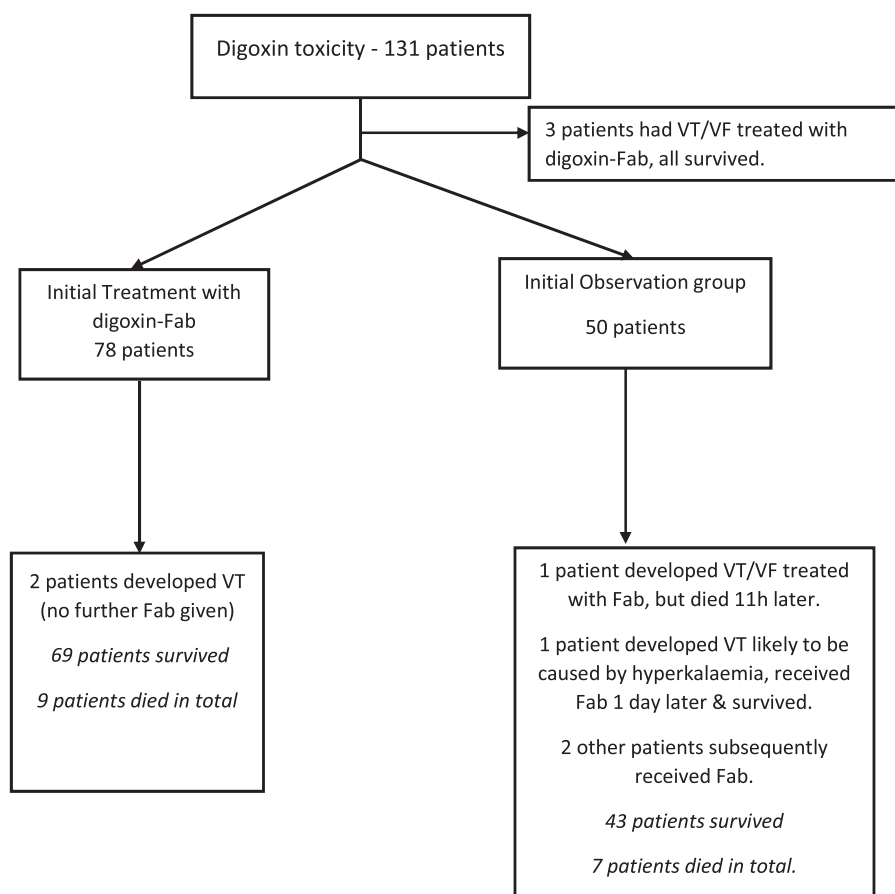 Digoxin toxicity - 131 patients
3 patients had VT/VF treated with
digoxin-Fab, all survived.
Initial Treatment with
digoxin-Fab
78 patients
Initial Observation group
50 patients
2 patients developed VT
(no further Fab given)
69 patients survived
9 patients died in total
1 patient developed VT/VF treated
with Fab, but died 11h later.
1 patient developed VT likely to be
caused by hyperkalaemia, received
Fab 1 day later & survived.
2 other patients subsequently
received Fab.
43 patients survived
7 patients died in total.